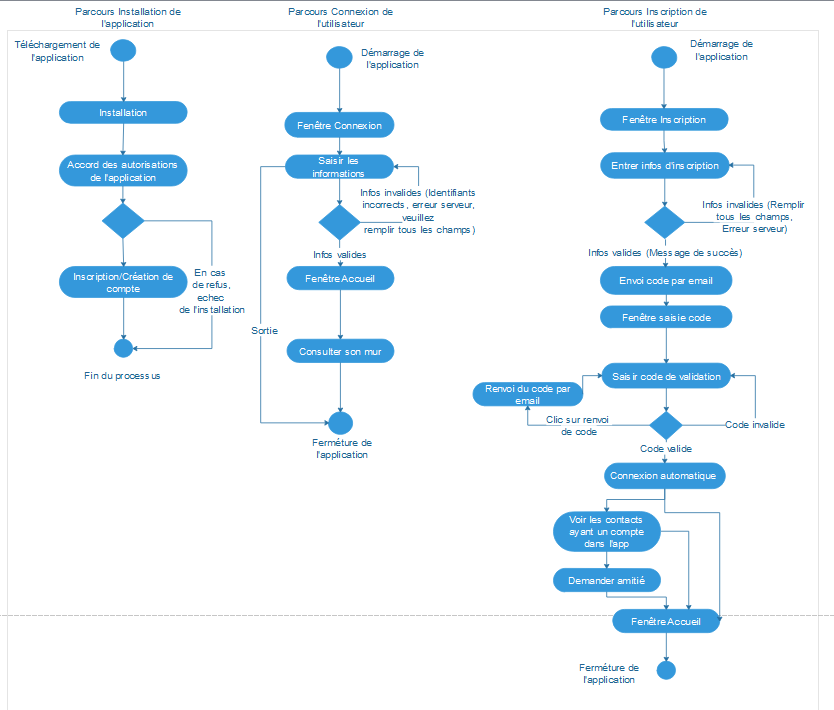 Parcours Installation de
l'application
Téléchargement de
l'application
Installation
Accord des autorisations
de l'application
Inscription/Création de
compte
En cas
de refus,
echec
de l'installation
Fin du processus
Parcours Connexion de
l'utilisateur
Démarrage de
l'application
Fenêtre Connexion
Saisir les
informations
Infos invalides (Identifiants
incorrects, erreur serveur,
veuillez
remplir tous les champs)
Infos valides
Fenêtre Accueil
Sortie
Consulter son mur
Ferméture de
l'application
Parcours Inscription de
l'utilisateur
Démarrage de
l'application
Fenêtre Inscription
Entrer infos d'inscription
Infos invalides (Remplir
tous les champs,
Erreur serveur)
Infos valides (Message de succès)
Envoi code par email
Fenêtre saisie code
Saisir code de validation
Renvoi du code par
email
Clic sur renvoi
de code
Code invalide
Code valide
Connexion automatique
Voir les contacts
ayant un compte
dans l'app
Demander amitié
Fenêtre Accueil
Ferméture de
l'application